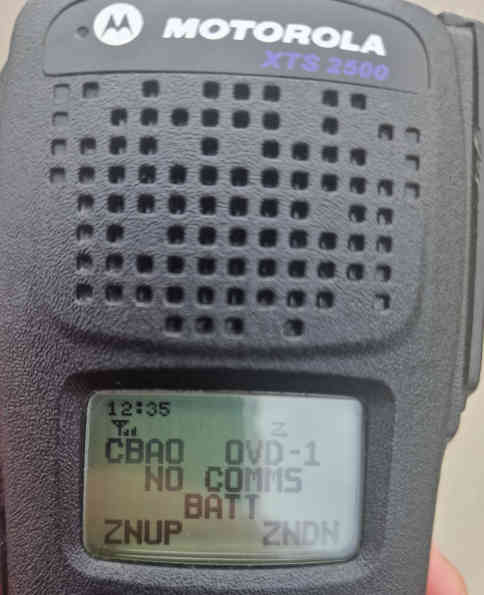 MOTOROLA
XTS 2500
12:35
Z
CBAO OVD-1
NO COMMS
BATT
ZNUP ZNDN